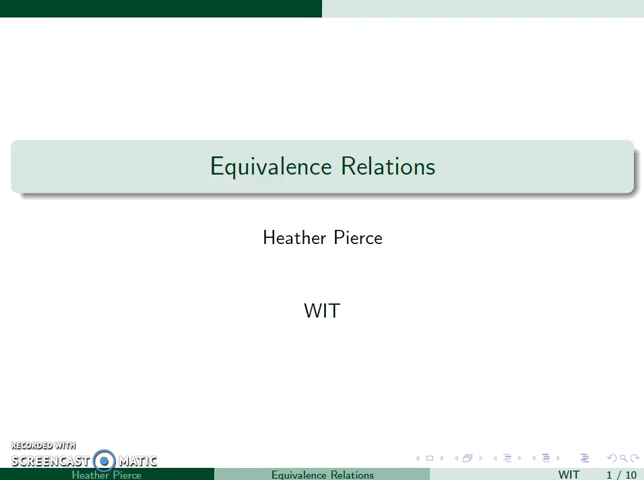 Equivalence Relations
Heather Pierce
WIT
RECORDED WITH
SCREENCAST MATIC
Heather Pierce Equivalence Relations WIT 1 / 10